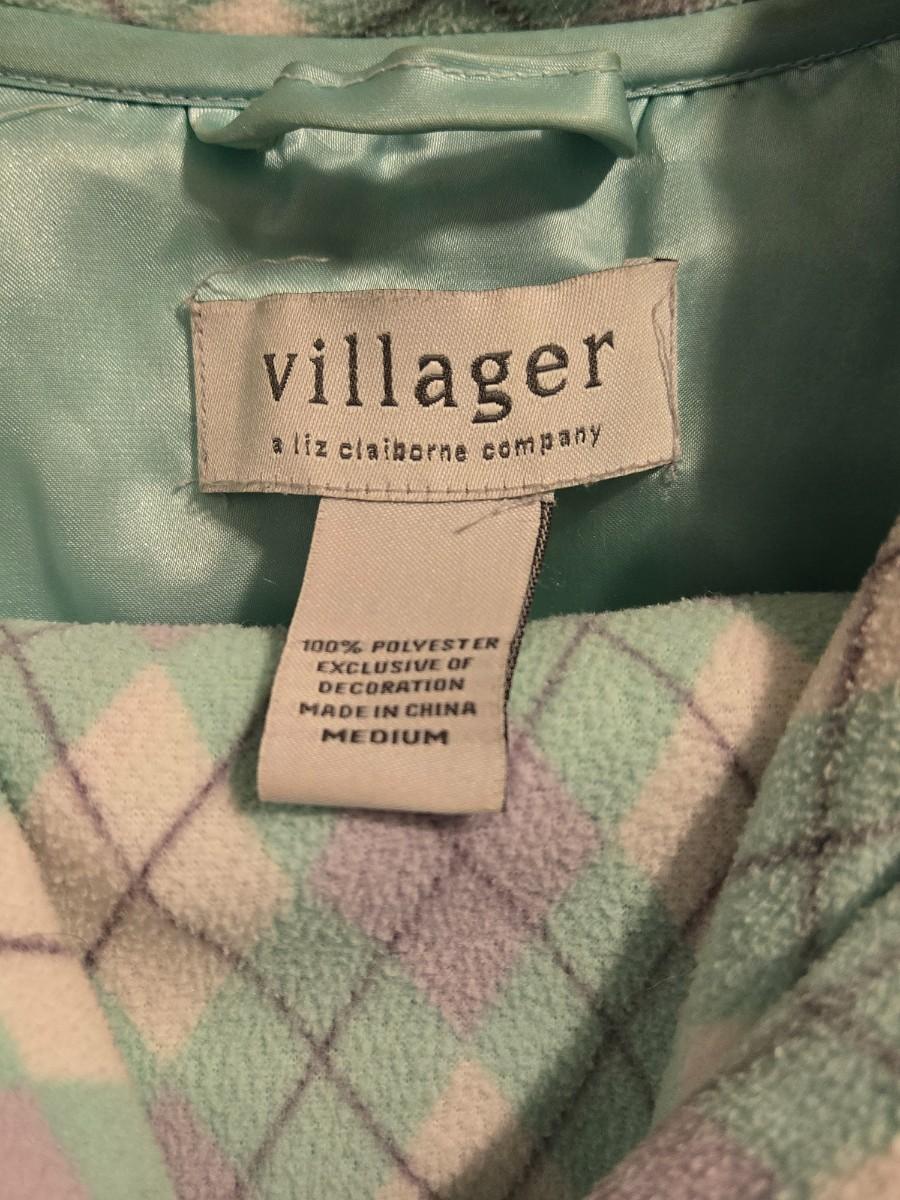 villager
a liz claiborne company
100% POLYESTER
EXCLUSIVE OF
DECORATION
MADE IN CHINA
MEDIUM